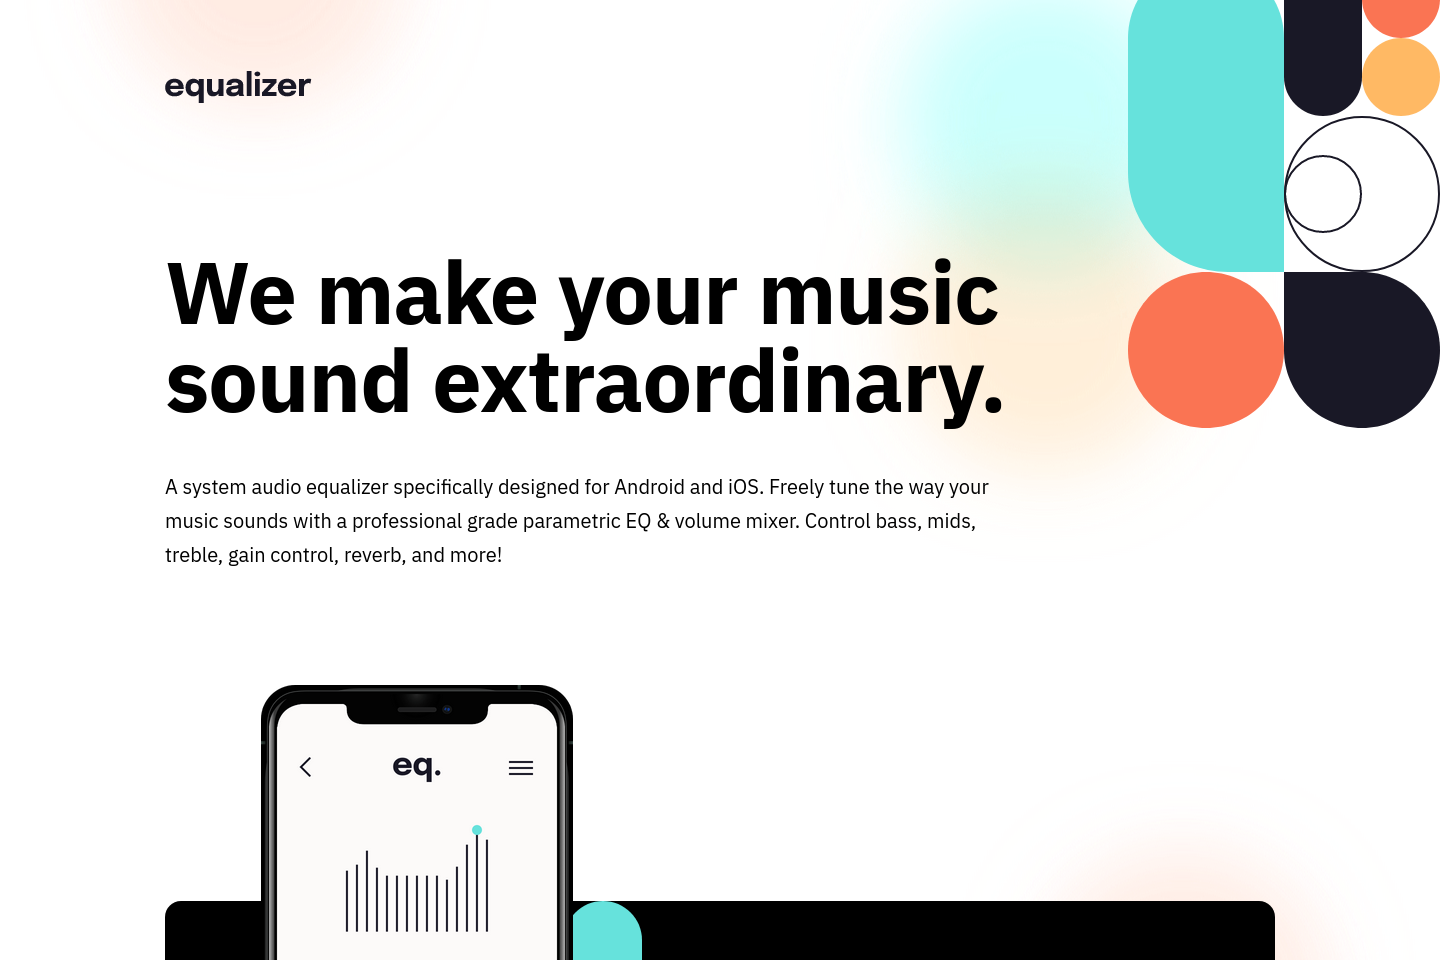 equalizer
We make your music
sound extraordinary.
A system audio equalizer specifically designed for Android and iOS. Freely tune the way your
music sounds with a professional grade parametric EQ & volume mixer. Control bass, mids,
treble, gain control, reverb, and more!
eq.